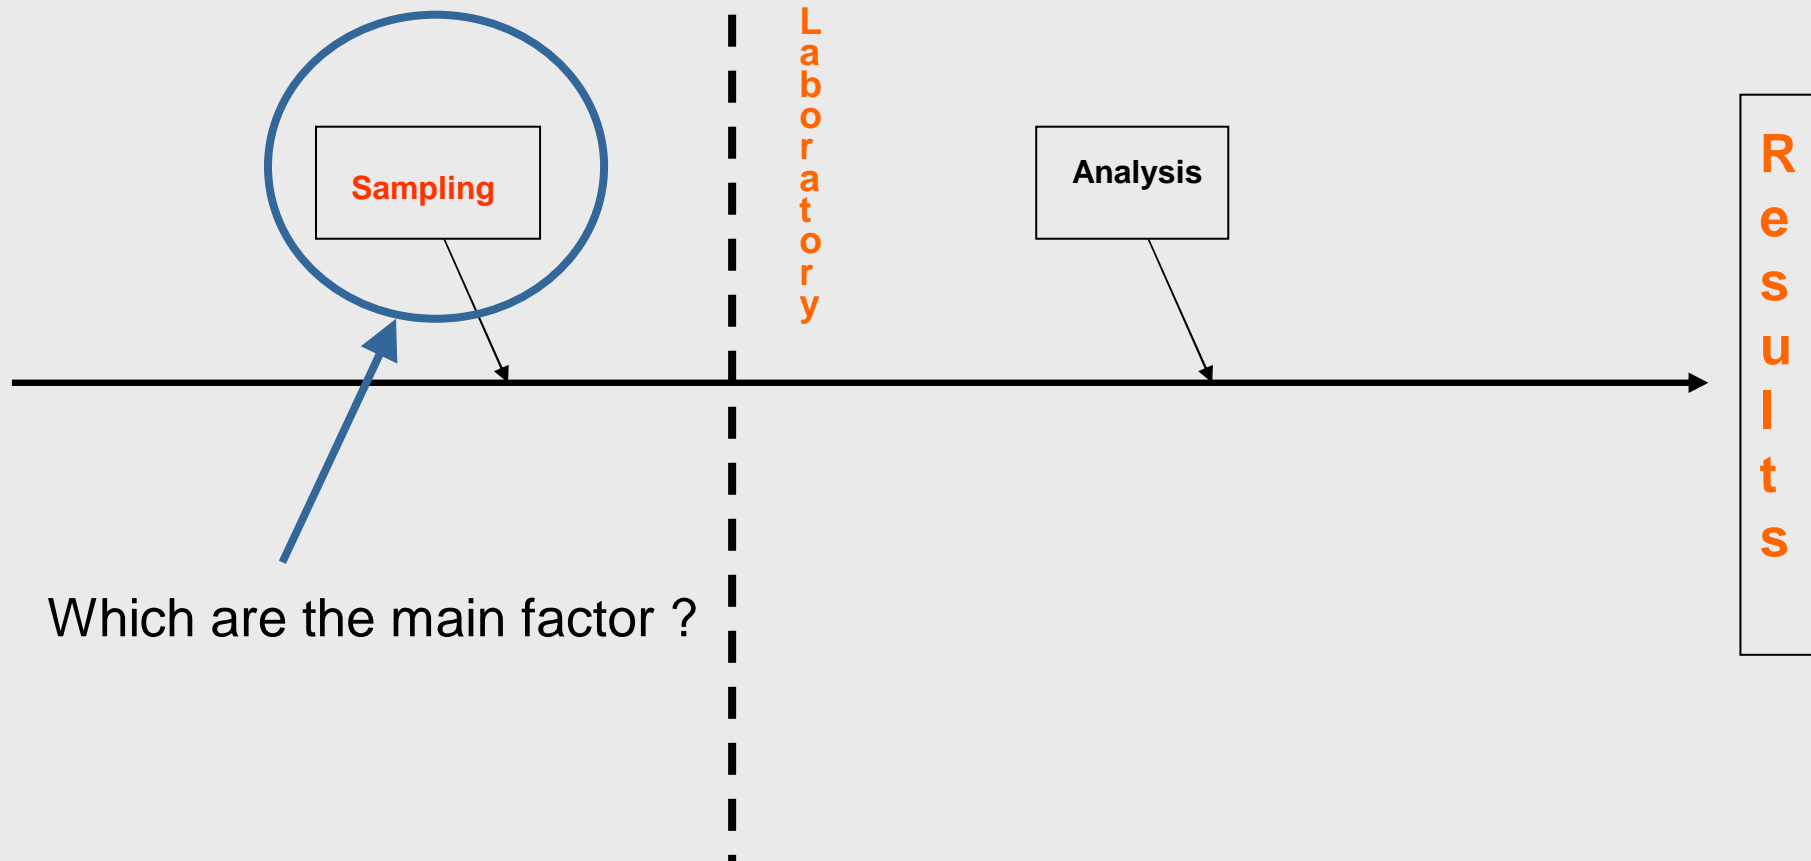 Sampling
Laboratory
Analysis
Results
Which are the main factor ?